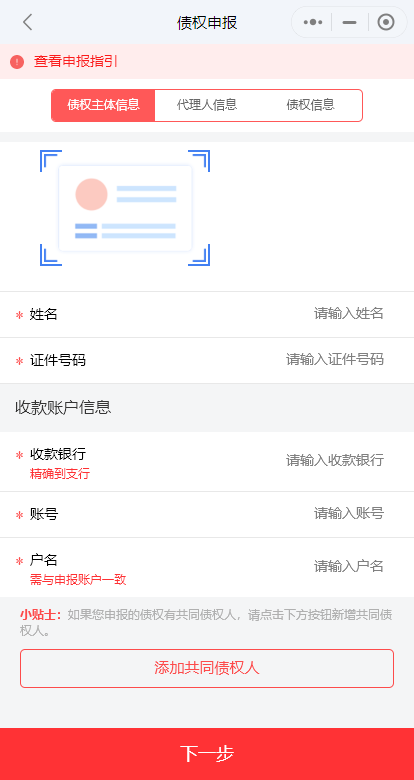 债权申报
查看申报指引
债权主体信息 代理人信息 债权信息
* 姓名 请输入姓名
* 证件号码 请输入证件号码
收款账户信息
* 收款银行 请输入收款银行
精确到支行
* 账号 请输入账号
* 户名 请输入户名
需与申报账户一致
小贴士：如果您申报的债权有共同债权人，请点击下方按钮新增共同债
权人。
添加共同债权人
下一步